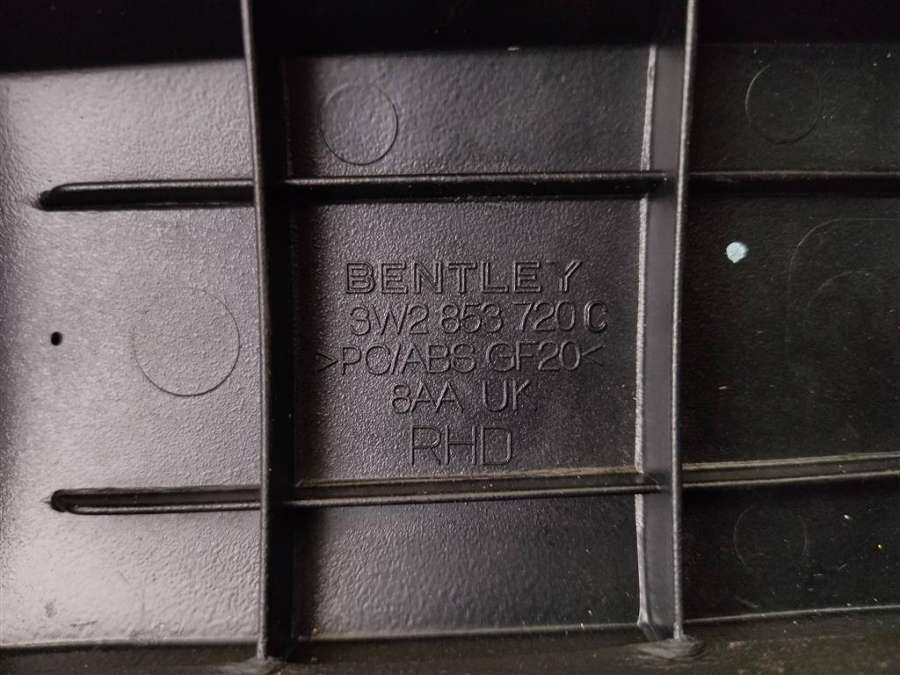 BENTLEY
3W2 853 720 C
>PC/ABS GF20<
8AA UK
RHD